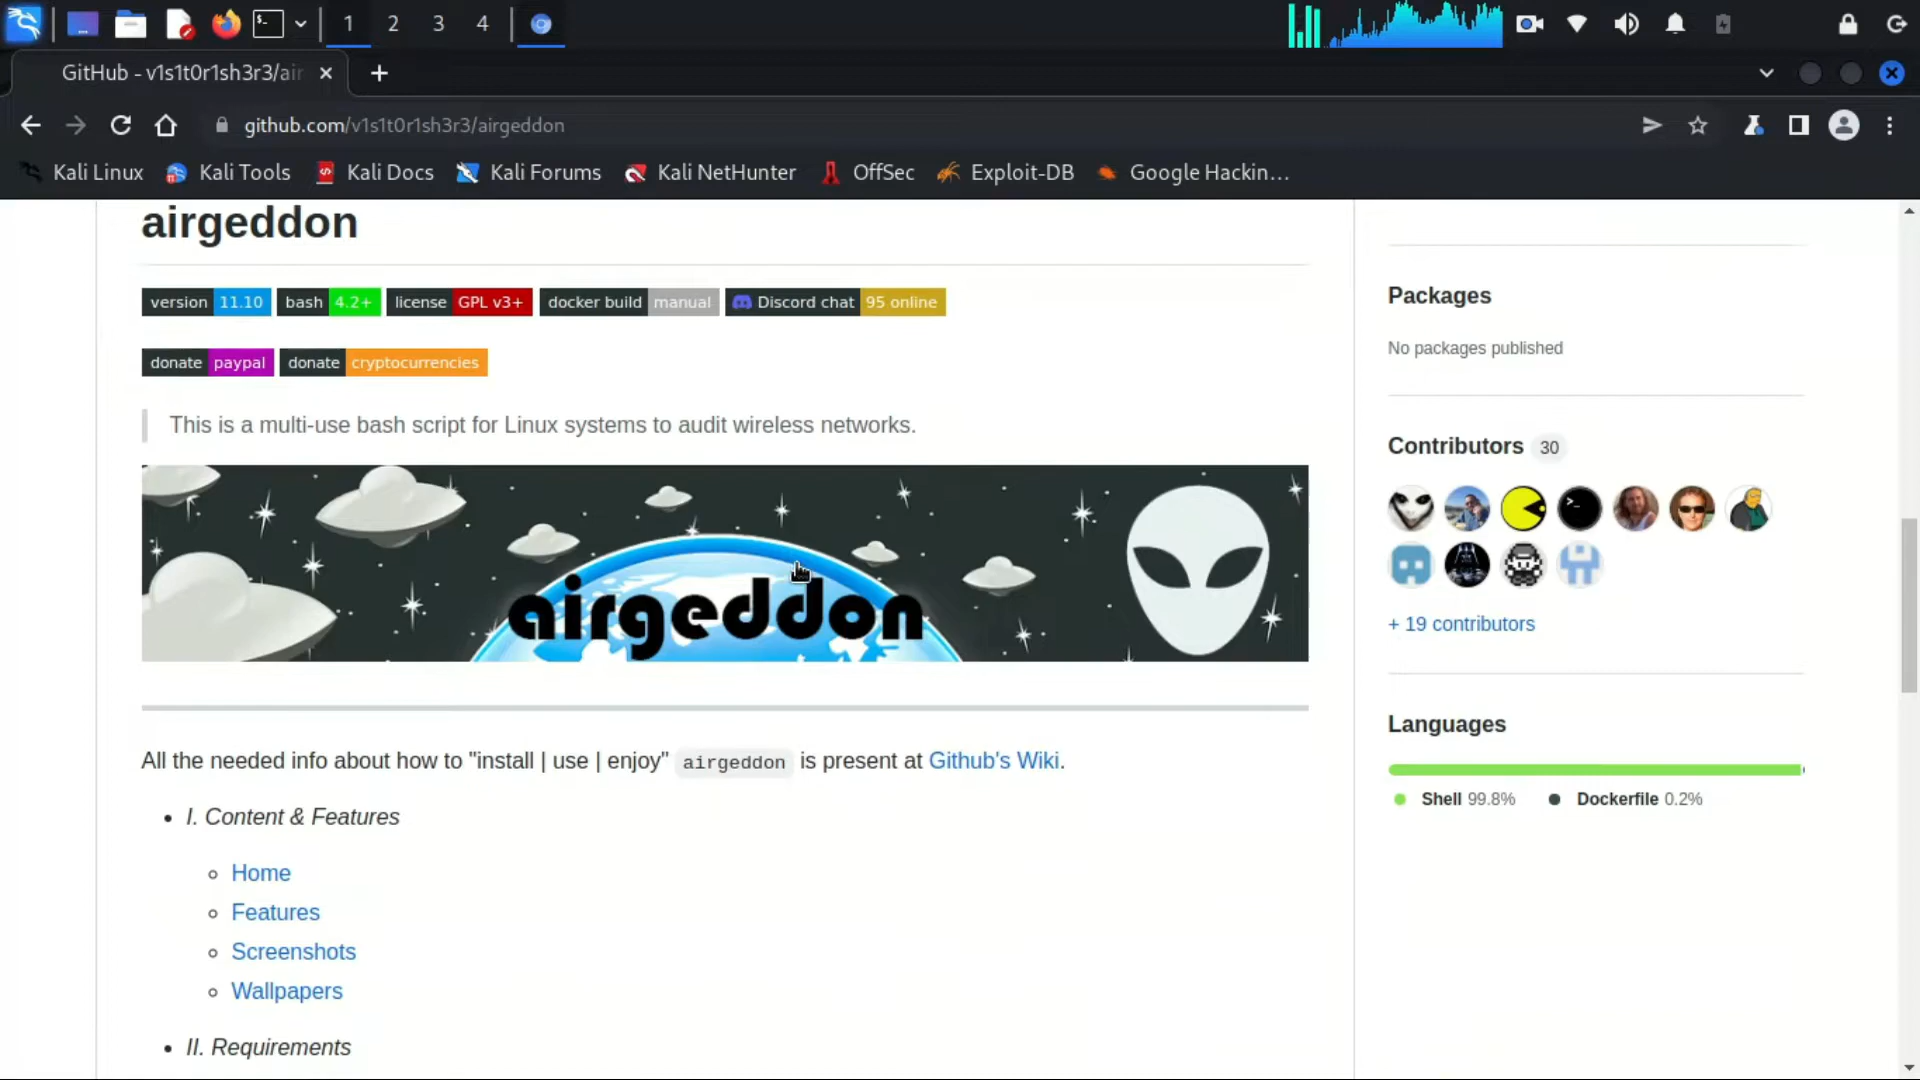 1 2 3 4
GitHub - v1s1t0r1sh3r3/air
github.com/v1s1t0r1sh3r3/airgeddon
Kali Linux Kali Tools Kali Docs Kali Forums Kali NetHunter OffSec Exploit-DB Google Hackin…
airgeddon
version 11.10 bash 4.2+ license GPL v3+ docker build manual Discord chat 95 online
donate paypal donate cryptocurrencies
This is a multi-use bash script for Linux systems to audit wireless networks.
airgeddon
All the needed info about how to "install | use | enjoy" airgeddon is present at Github's Wiki.
• I. Content & Features
Home
Features
Screenshots
Wallpapers
• II. Requirements
Packages
No packages published
Contributors 30
+ 19 contributors
Languages
Shell 99.8% Dockerfile 0.2%